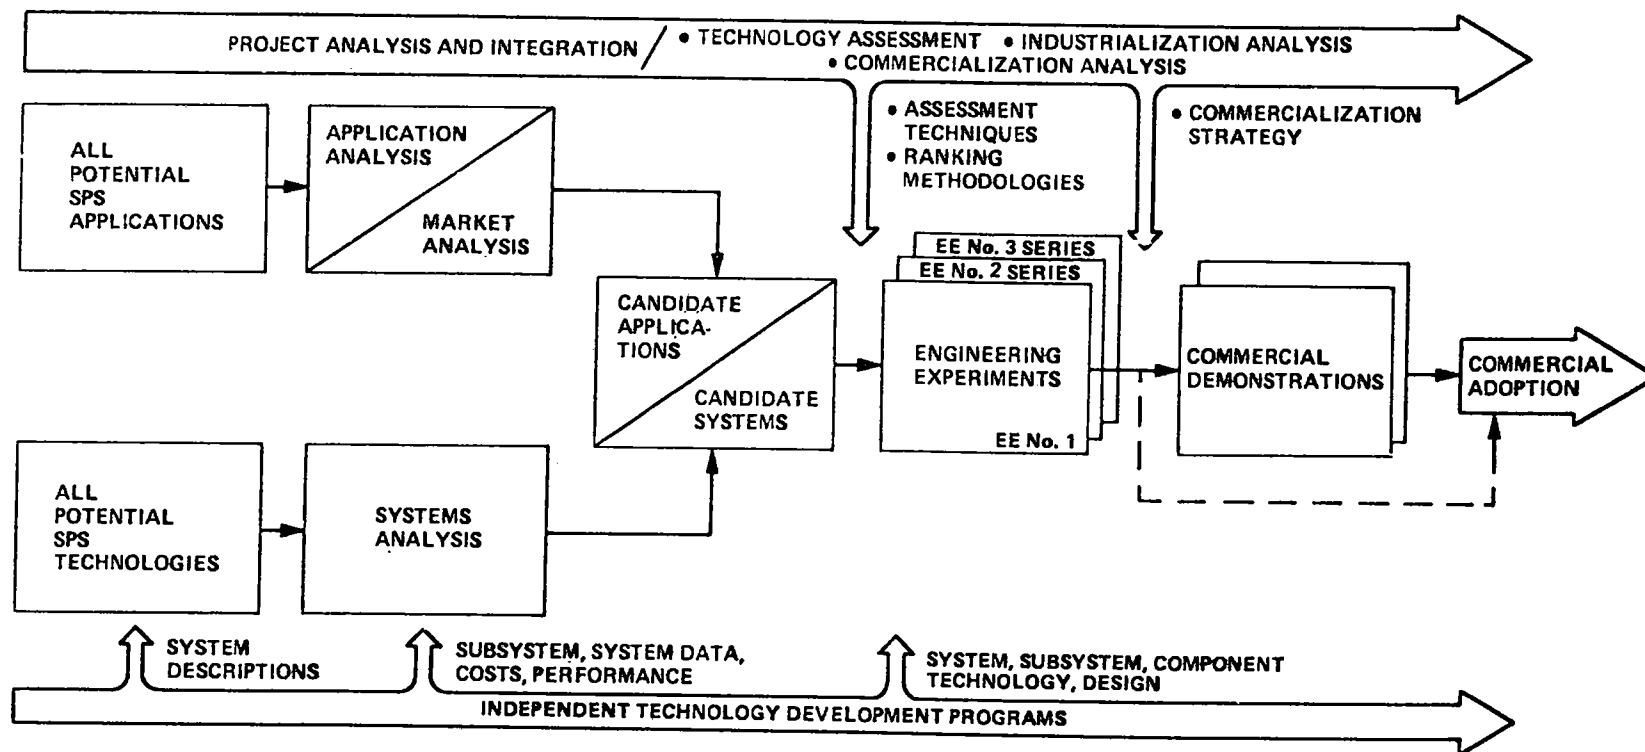 PROJECT ANALYSIS AND INTEGRATION / • TECHNOLOGY ASSESSMENT • INDUSTRIALIZATION ANALYSIS
• COMMERCIALIZATION ANALYSIS
ALL
POTENTIAL
SPS
APPLICATIONS
APPLICATION
ANALYSIS
MARKET
ANALYSIS
• ASSESSMENT
TECHNIQUES
• RANKING
METHODOLOGIES
• COMMERCIALIZATION
STRATEGY
CANDIDATE
APPLICA-
TIONS
CANDIDATE
SYSTEMS
EE No. 3 SERIES
EE No. 2 SERIES
ENGINEERING
EXPERIMENTS
EE No. 1
COMMERCIAL
DEMONSTRATIONS
COMMERCIAL
ADOPTION
ALL
POTENTIAL
SPS
TECHNOLOGIES
SYSTEMS
ANALYSIS
SYSTEM
DESCRIPTIONS
SUBSYSTEM, SYSTEM DATA,
COSTS, PERFORMANCE
SYSTEM, SUBSYSTEM, COMPONENT
TECHNOLOGY, DESIGN
INDEPENDENT TECHNOLOGY DEVELOPMENT PROGRAMS